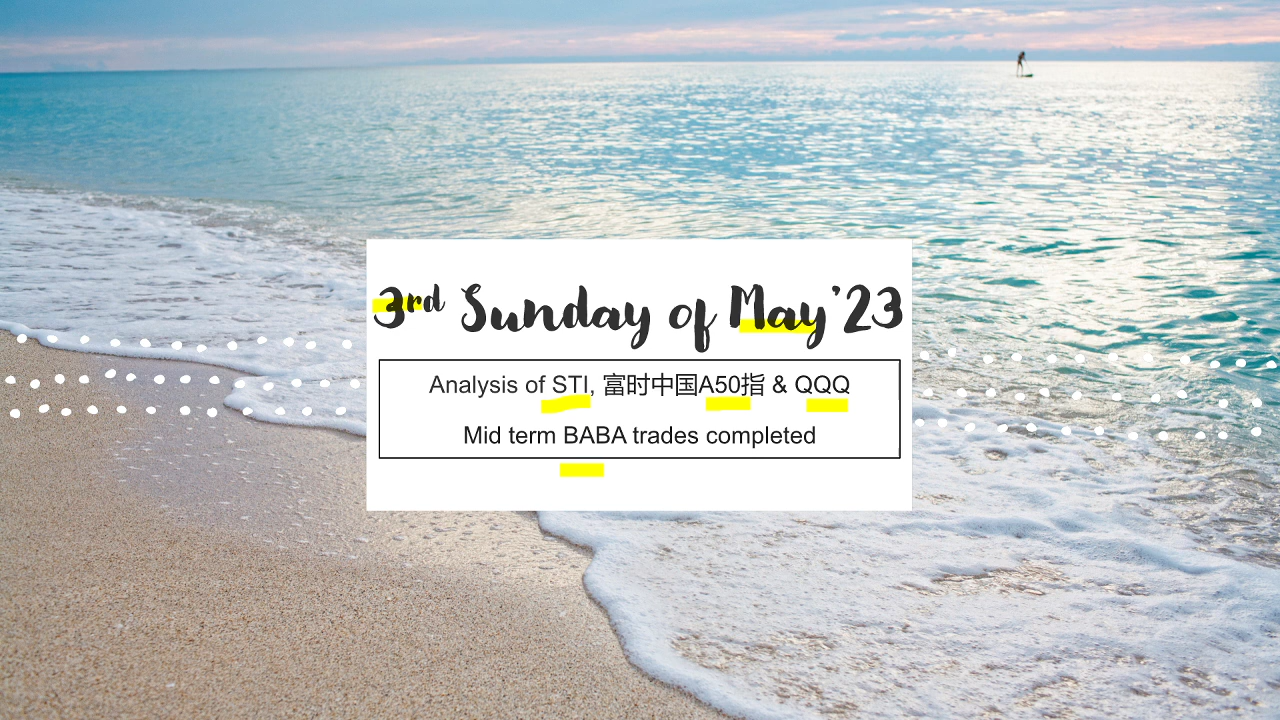 3rd Sunday of May'23
Analysis of STI, 富时中国A50指 & QQQ
Mid term BABA trades completed